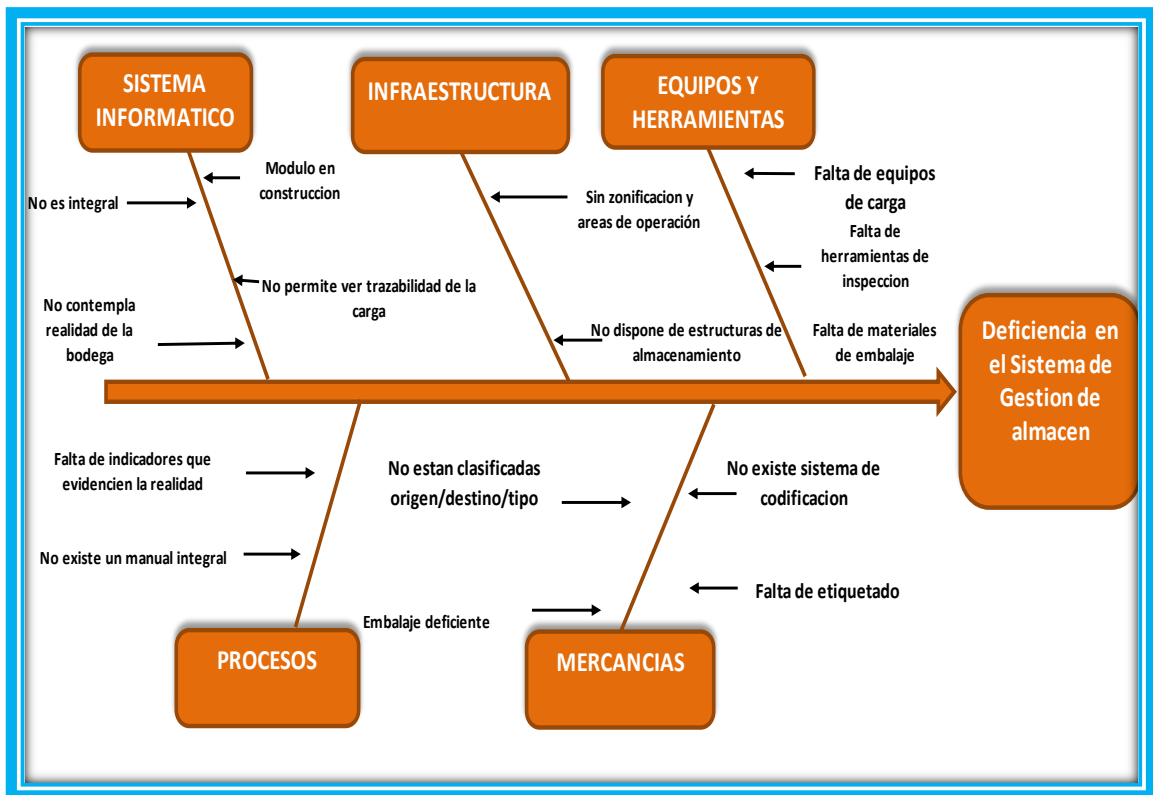 SISTEMA
INFORMATICO
INFRAESTRUCTURA
EQUIPOS Y
HERRAMIENTAS
Modulo en
construccion
No es integral
No permite ver trazabilidad de la
carga
No contempla
realidad de la
bodega
Sin zonificacion y
areas de operación
No dispone de estructuras de
almacenamiento
Falta de equipos
de carga
Falta de
herramientas de
inspeccion
Falta de materiales
de embalaje
Deficiencia en
el Sistema de
Gestion de
almacen
Falta de indicadores que
evidencien la realidad
No existe un manual integral
No estan clasificadas
origen/destino/tipo
No existe sistema de
codificacion
Embalaje deficiente
Falta de etiquetado
PROCESOS
MERCANCIAS